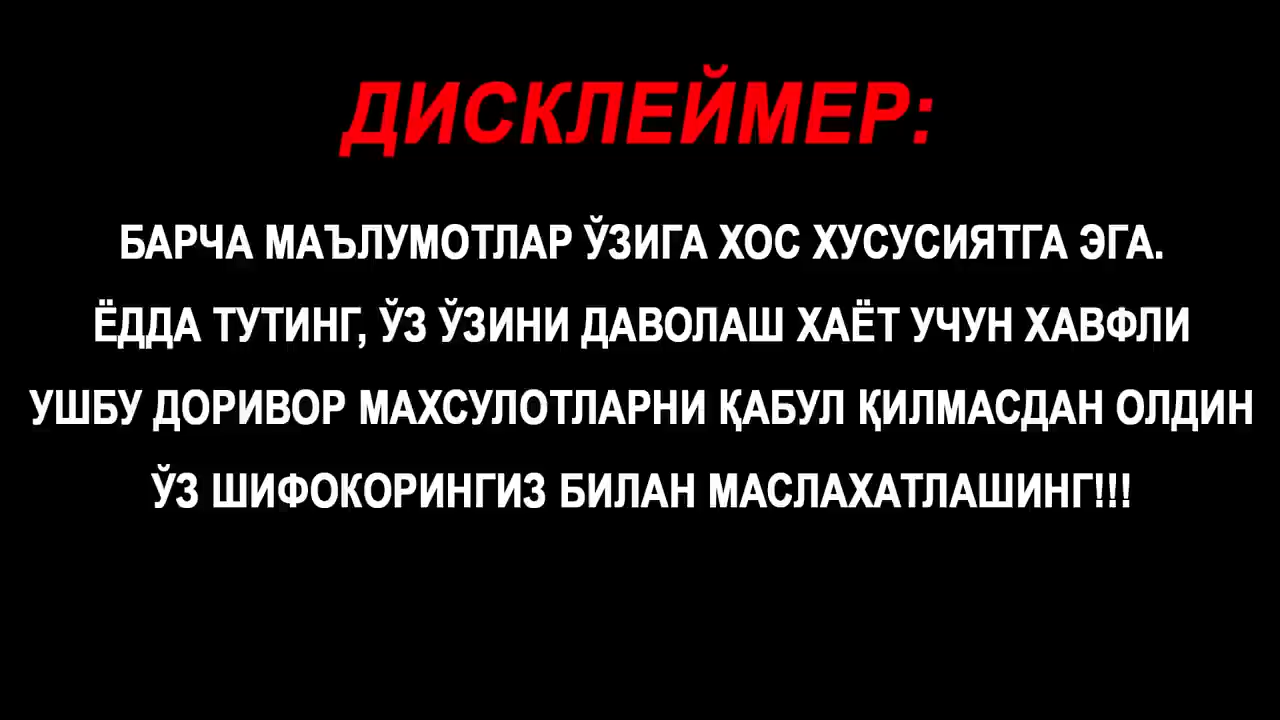 ДИСКЛЕЙМЕР:
БАРЧА МАЪЛУМОТЛАР ЎЗИГА ХОС ХУСУСИЯТГА ЭГА.
ЁДДА ТУТИНГ, ЎЗ ЎЗИНИ ДАВОЛАШ ХАЁТ УЧУН ХАВФЛИ
УШБУ ДОРИВОР МАХСУЛОТЛАРНИ ҚАБУЛ ҚИЛМАСДАН ОЛДИН
ЎЗ ШИФОКОРИНГИЗ БИЛАН МАСЛАХАТЛАШИНГ!!!